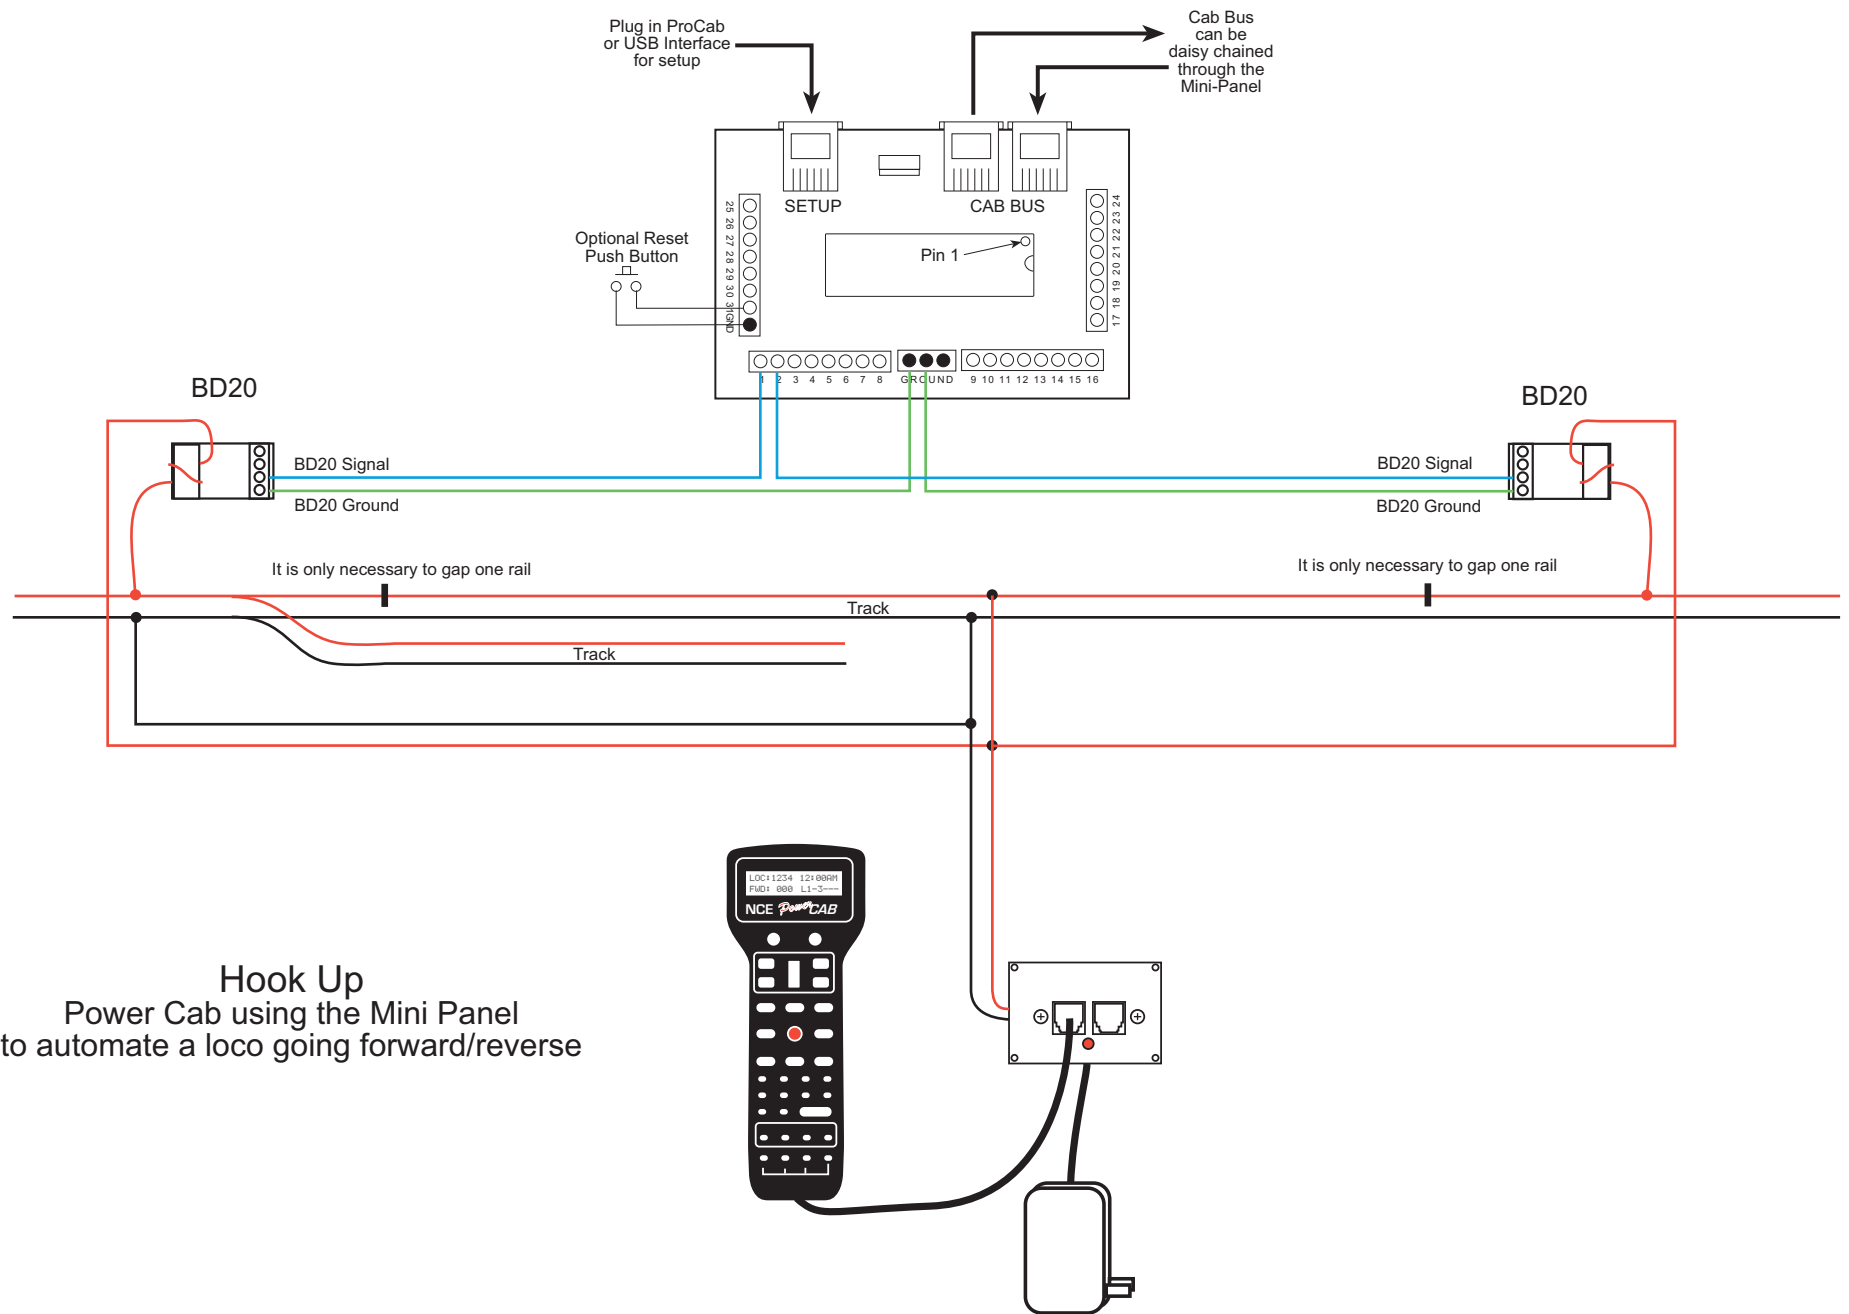 Plug in ProCab
or USB Interface
for setup
Cab Bus
can be
daisy chained
through the
Mini-Panel
SETUP
CAB BUS
25 26 27 28 29 30 31 GND
24 23 22 21 20 19 18 17
Optional Reset
Push Button
Pin 1
1 2 3 4 5 6 7 8
GROUND
9 10 11 12 13 14 15 16
BD20
BD20
BD20 Signal
BD20 Ground
BD20 Signal
BD20 Ground
It is only necessary to gap one rail
It is only necessary to gap one rail
Track
Track
LOC:1234 12:00AM
FWD: 000 L1-3---
NCE Power CAB
Hook Up
Power Cab using the Mini Panel
to automate a loco going forward/reverse